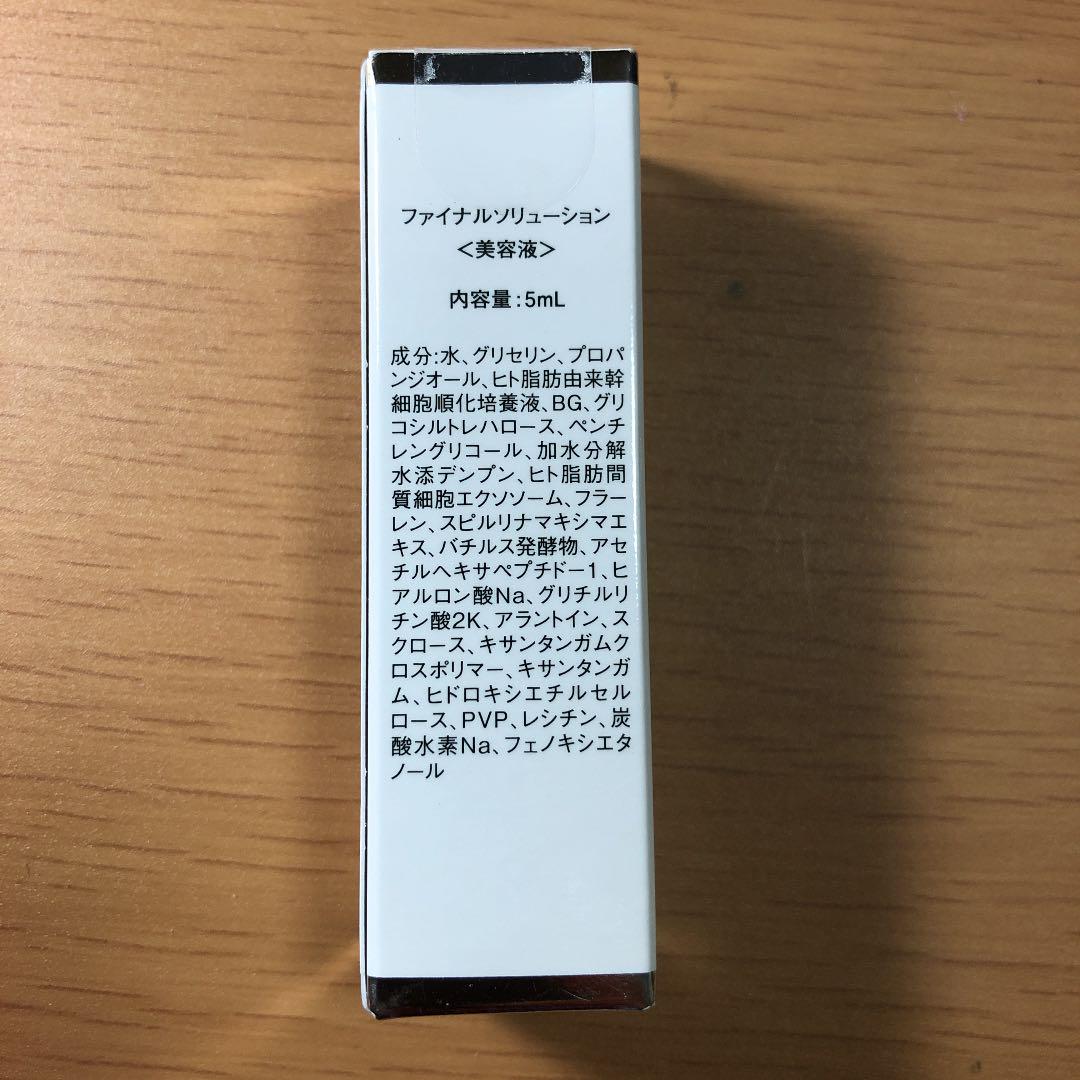 ファイナルソリューション
＜美容液＞
内容量：5mL
成分：水、グリセリン、プロパ
ンジオール、ヒト脂肪由来幹
細胞順化培養液、BG、グリ
コシルトレハロース、ペンチ
レングリコール、加水分解
水添デンプン、ヒト脂肪間
質細胞エクソソーム、フラー
レン、スピルリナマキシマエ
キス、バチルス発酵物、アセ
チルヘキサペプチド－1、ヒ
アルロン酸Na、グリチルリ
チン酸2K、アラントイン、ス
クロース、キサンタンガムク
ロスポリマー、キサンタンガ
ム、ヒドロキシエチルセル
ロース、PVP、レシチン、炭
酸水素Na、フェノキシエタ
ノール